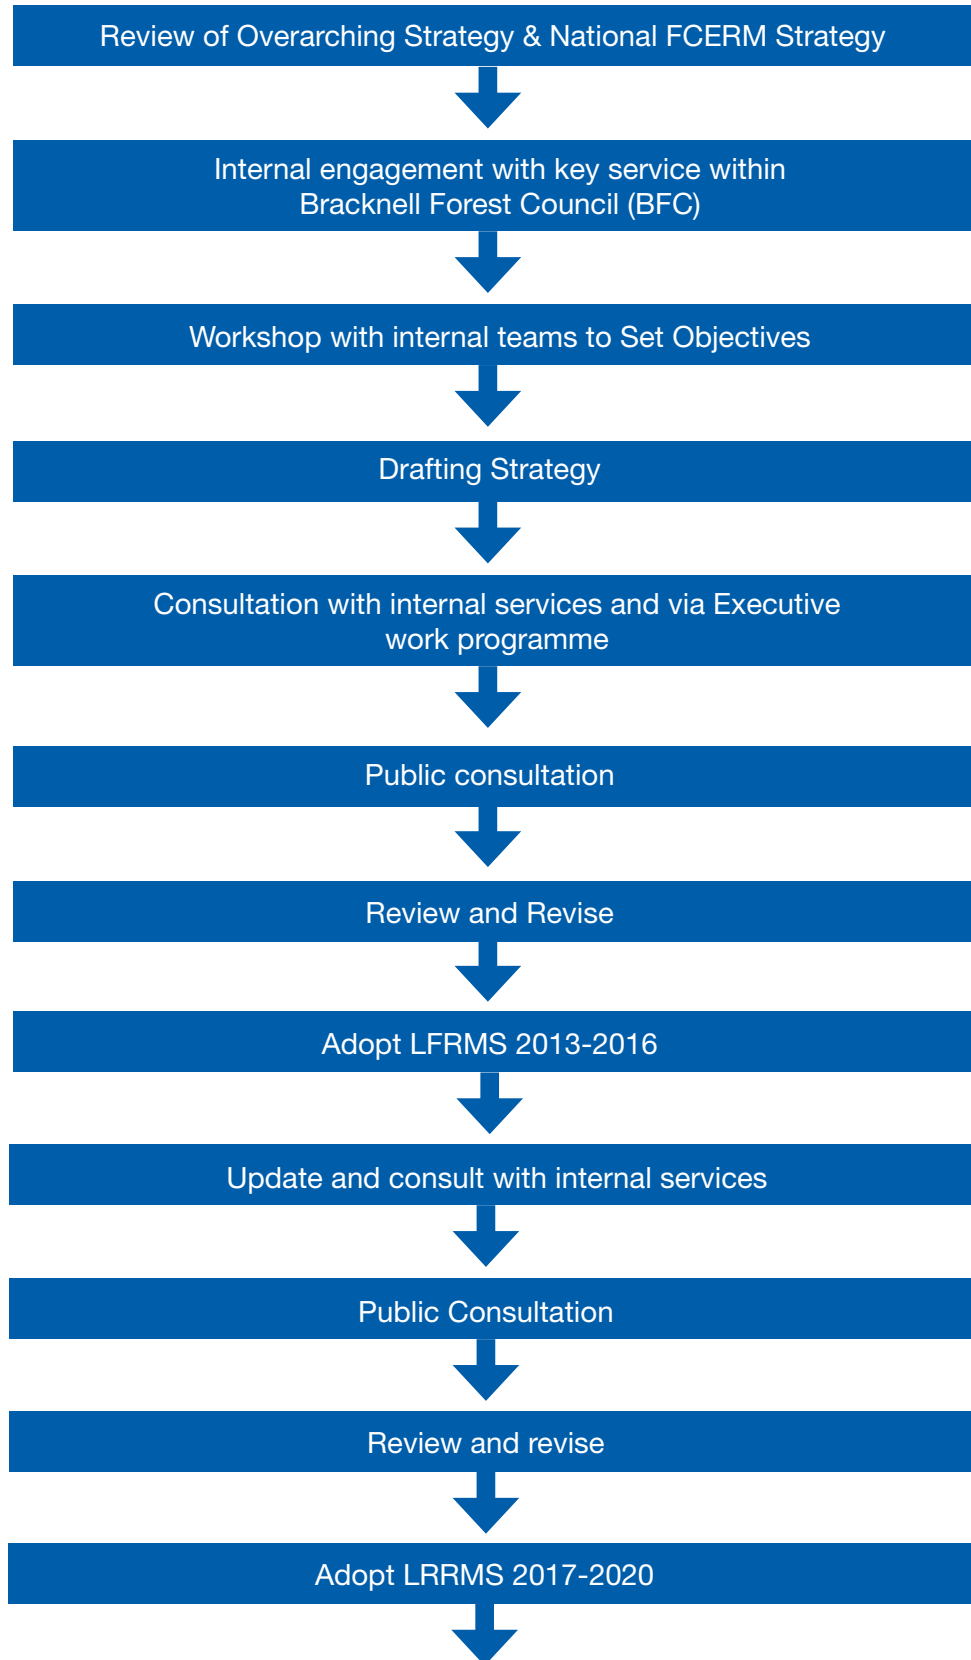 Review of Overarching Strategy & National FCERM Strategy
Internal engagement with key service within
Bracknell Forest Council (BFC)
Workshop with internal teams to Set Objectives
Drafting Strategy
Consultation with internal services and via Executive
work programme
Public consultation
Review and Revise
Adopt LFRMS 2013-2016
Update and consult with internal services
Public Consultation
Review and revise
Adopt LRRMS 2017-2020